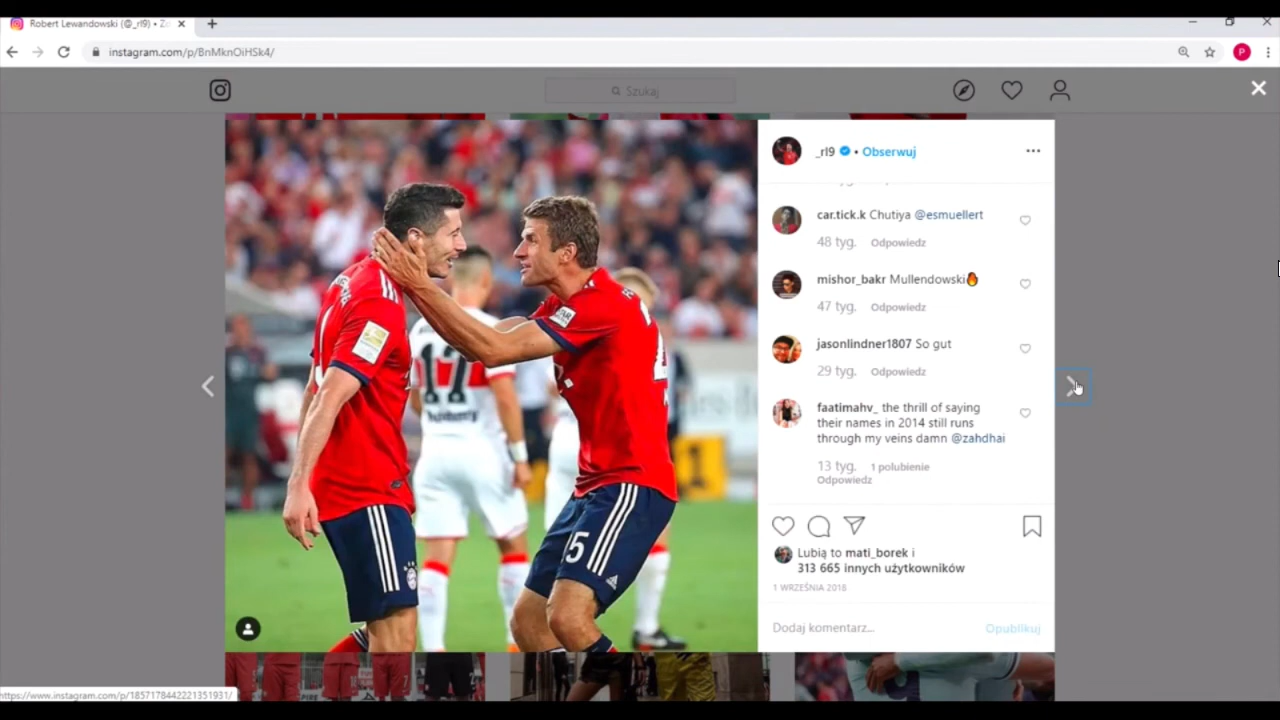 Robert Lewandowski (@_rl9) • Z
instagram.com/p/BnMknOiHSk4/
P
Szukaj
_rl9 • Obserwuj
car.tick.k Chutiya @esmuellert
48 tyg. Odpowiedz
mishor_bakr Mullendowski
47 tyg. Odpowiedz
jasonlindner1807 So gut
29 tyg. Odpowiedz
faatimahv_ the thrill of saying
their names in 2014 still runs
through my veins damn @zahdhai
13 tyg. 1 polubienie
Odpowiedz
Lubią to mati_borek i
313 665 innych użytkowników
1 WRZEŚNIA 2018
Dodaj komentarz...
Opublikuj
17
5
1
https://www.instagram.com/p/1857178442221351931/